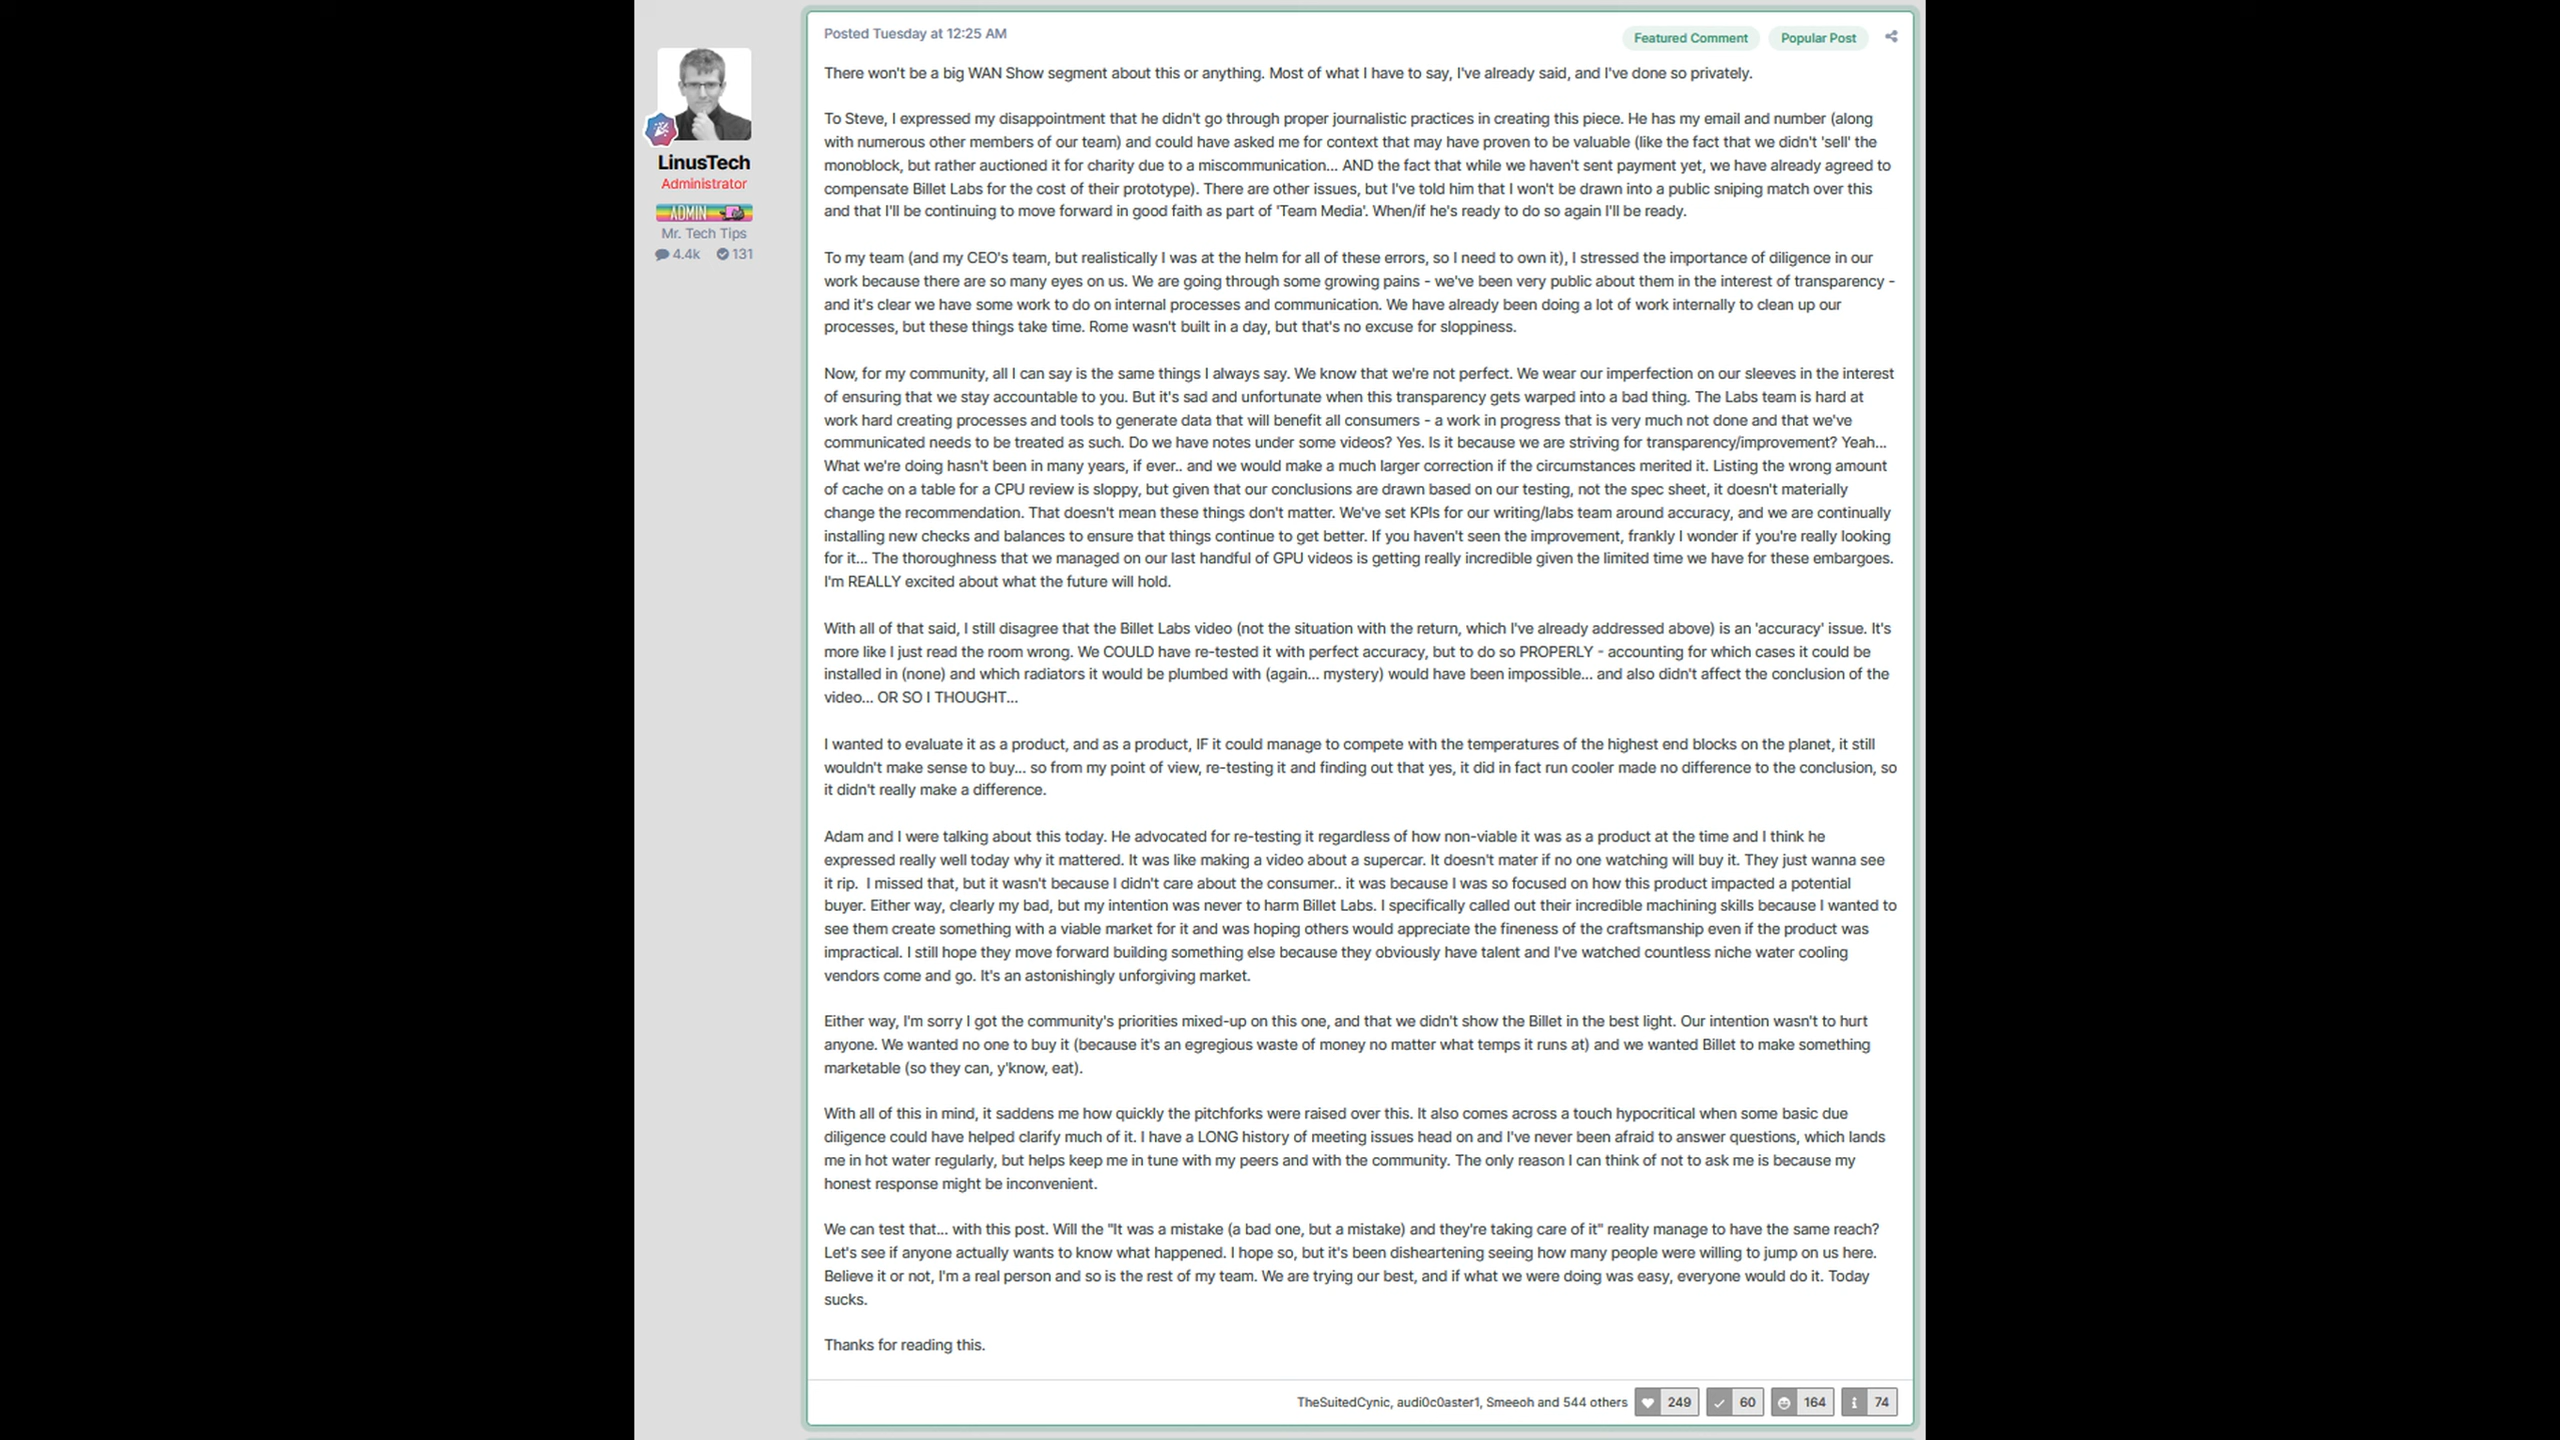 Posted Tuesday at 12:25 AM
Featured Comment
Popular Post
LinusTech
Administrator
ADMIN
Mr. Tech Tips
4.4k 131
There won't be a big WAN Show segment about this or anything. Most of what I have to say, I've already said, and I've done so privately.
To Steve, I expressed my disappointment that he didn't go through proper journalistic practices in creating this piece. He has my email and number (along
with numerous other members of our team) and could have asked me for context that may have proven to be valuable (like the fact that we didn't 'sell' the
monoblock, but rather auctioned it for charity due to a miscommunication... AND the fact that while we haven't sent payment yet, we have already agreed to
compensate Billet Labs for the cost of their prototype). There are other issues, but I've told him that I won't be drawn into a public sniping match over this
and that I'll be continuing to move forward in good faith as part of 'Team Media'. When/if he's ready to do so again I'll be ready.
To my team (and my CEO's team, but realistically I was at the helm for all of these errors, so I need to own it), I stressed the importance of diligence in our
work because there are so many eyes on us. We are going through some growing pains - we've been very public about them in the interest of transparency -
and it's clear we have some work to do on internal processes and communication. We have already been doing a lot of work internally to clean up our
processes, but these things take time. Rome wasn't built in a day, but that's no excuse for sloppiness.
Now, for my community, all I can say is the same things I always say. We know that we're not perfect. We wear our imperfection on our sleeves in the interest
of ensuring that we stay accountable to you. But it's sad and unfortunate when this transparency gets warped into a bad thing. The Labs team is hard at
work hard creating processes and tools to generate data that will benefit all consumers - a work in progress that is very much not done and that we've
communicated needs to be treated as such. Do we have notes under some videos? Yes. Is it because we are striving for transparency/improvement? Yeah...
What we're doing hasn't been in many years, if ever.. and we would make a much larger correction if the circumstances merited it. Listing the wrong amount
of cache on a table for a CPU review is sloppy, but given that our conclusions are drawn based on our testing, not the spec sheet, it doesn't materially
change the recommendation. That doesn't mean these things don't matter. We've set KPIs for our writing/labs team around accuracy, and we are continually
installing new checks and balances to ensure that things continue to get better. If you haven't seen the improvement, frankly I wonder if you're really looking
for it... The thoroughness that we managed on our last handful of GPU videos is getting really incredible given the limited time we have for these embargoes.
I'm REALLY excited about what the future will hold.
With all of that said, I still disagree that the Billet Labs video (not the situation with the return, which I've already addressed above) is an 'accuracy' issue. It's
more like I just read the room wrong. We COULD have re-tested it with perfect accuracy, but to do so PROPERLY - accounting for which cases it could be
installed in (none) and which radiators it would be plumbed with (again... mystery) would have been impossible... and also didn't affect the conclusion of the
video... OR SO I THOUGHT...
I wanted to evaluate it as a product, and as a product, IF it could manage to compete with the temperatures of the highest end blocks on the planet, it still
wouldn't make sense to buy... so from my point of view, re-testing it and finding out that yes, it did in fact run cooler made no difference to the conclusion, so
it didn't really make a difference.
Adam and I were talking about this today. He advocated for re-testing it regardless of how non-viable it was as a product at the time and I think he
expressed really well today why it mattered. It was like making a video about a supercar. It doesn't mater if no one watching will buy it. They just wanna see
it rip. I missed that, but it wasn't because I didn't care about the consumer.. it was because I was so focused on how this product impacted a potential
buyer. Either way, clearly my bad, but my intention was never to harm Billet Labs. I specifically called out their incredible machining skills because I wanted to
see them create something with a viable market for it and was hoping others would appreciate the fineness of the craftsmanship even if the product was
impractical. I still hope they move forward building something else because they obviously have talent and I've watched countless niche water cooling
vendors come and go. It's an astonishingly unforgiving market.
Either way, I'm sorry I got the community's priorities mixed-up on this one, and that we didn't show the Billet in the best light. Our intention wasn't to hurt
anyone. We wanted no one to buy it (because it's an egregious waste of money no matter what temps it runs at) and we wanted Billet to make something
marketable (so they can, y'know, eat).
With all of this in mind, it saddens me how quickly the pitchforks were raised over this. It also comes across a touch hypocritical when some basic due
diligence could have helped clarify much of it. I have a LONG history of meeting issues head on and I've never been afraid to answer questions, which lands
me in hot water regularly, but helps keep me in tune with my peers and with the community. The only reason I can think of not to ask me is because my
honest response might be inconvenient.
We can test that... with this post. Will the "It was a mistake (a bad one, but a mistake) and they're taking care of it" reality manage to have the same reach?
Let's see if anyone actually wants to know what happened. I hope so, but it's been disheartening seeing how many people were willing to jump on us here.
Believe it or not, I'm a real person and so is the rest of my team. We are trying our best, and if what we were doing was easy, everyone would do it. Today
sucks.
Thanks for reading this.
TheSuitedCynic, audi0c0aster1, Smeeoh and 544 others 249 60 164 74